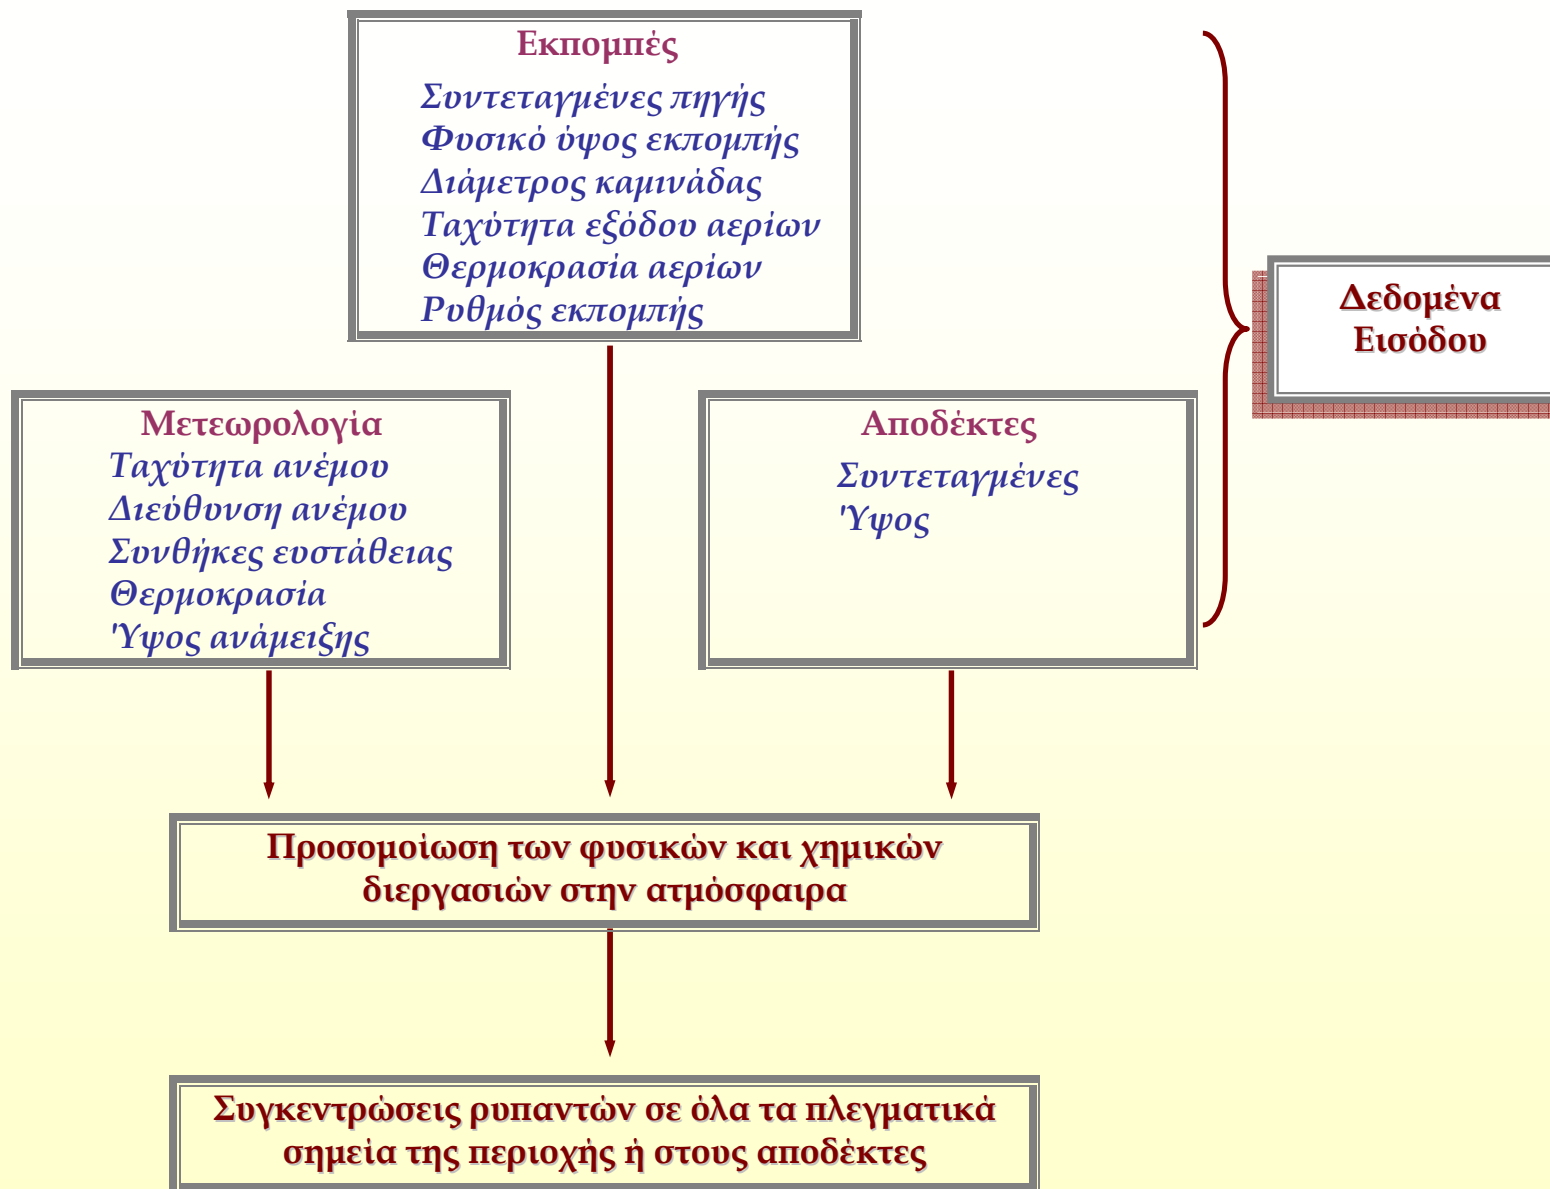 Εκπομπές
Συντεταγμένες πηγής
Φυσικό ύψος εκπομπής
Διάμετρος καμινάδας
Ταχύτητα εξόδου αερίων
Θερμοκρασία αερίων
Ρυθμός εκπομπής
Δεδομένα
Εισόδου
Μετεωρολογία
Ταχύτητα ανέμου
Διεύθυνση ανέμου
Συνθήκες ευστάθειας
Θερμοκρασία
Ύψος ανάμειξης
Αποδέκτες
Συντεταγμένες
Ύψος
Προσομοίωση των φυσικών και χημικών
διεργασιών στην ατμόσφαιρα
Συγκεντρώσεις ρυπαντών σε όλα τα πλεγματικά
σημεία της περιοχής ή στους αποδέκτες